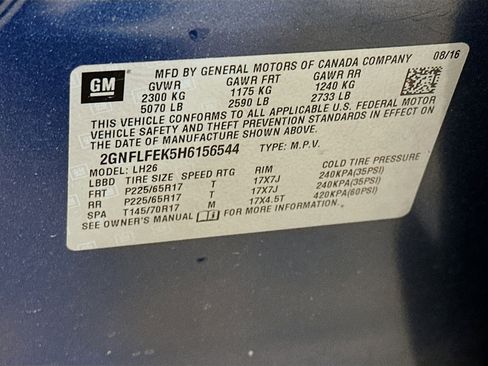 GM
MFD BY GENERAL MOTORS OF CANADA COMPANY 08/16
GVWR GAWR FRT GAWR RR
2300 KG 1175 KG 1240 KG
5070 LB 2590 LB 2733 LB
THIS VEHICLE CONFORMS TO ALL APPLICABLE U.S. FEDERAL MOTOR
VEHICLE SAFETY AND THEFT PREVENTION STANDARDS IN EFFECT ON
THE DATE OF MANUFACTURE SHOWN ABOVE.
2GNFLFEK5H6156544 TYPE: M.P.V.
MODEL: LH26
LBBD TIRE SIZE SPEED RTG RIM COLD TIRE PRESSURE
FRT P225/65R17 T 17X7J 240KPA(35PSI)
RR P225/65R17 T 17X7J 240KPA(35PSI)
SPA T145/70R17 M 17X4.5T 420KPA(60PSI)
SEE OWNER'S MANUAL FOR MORE INFORMATION.